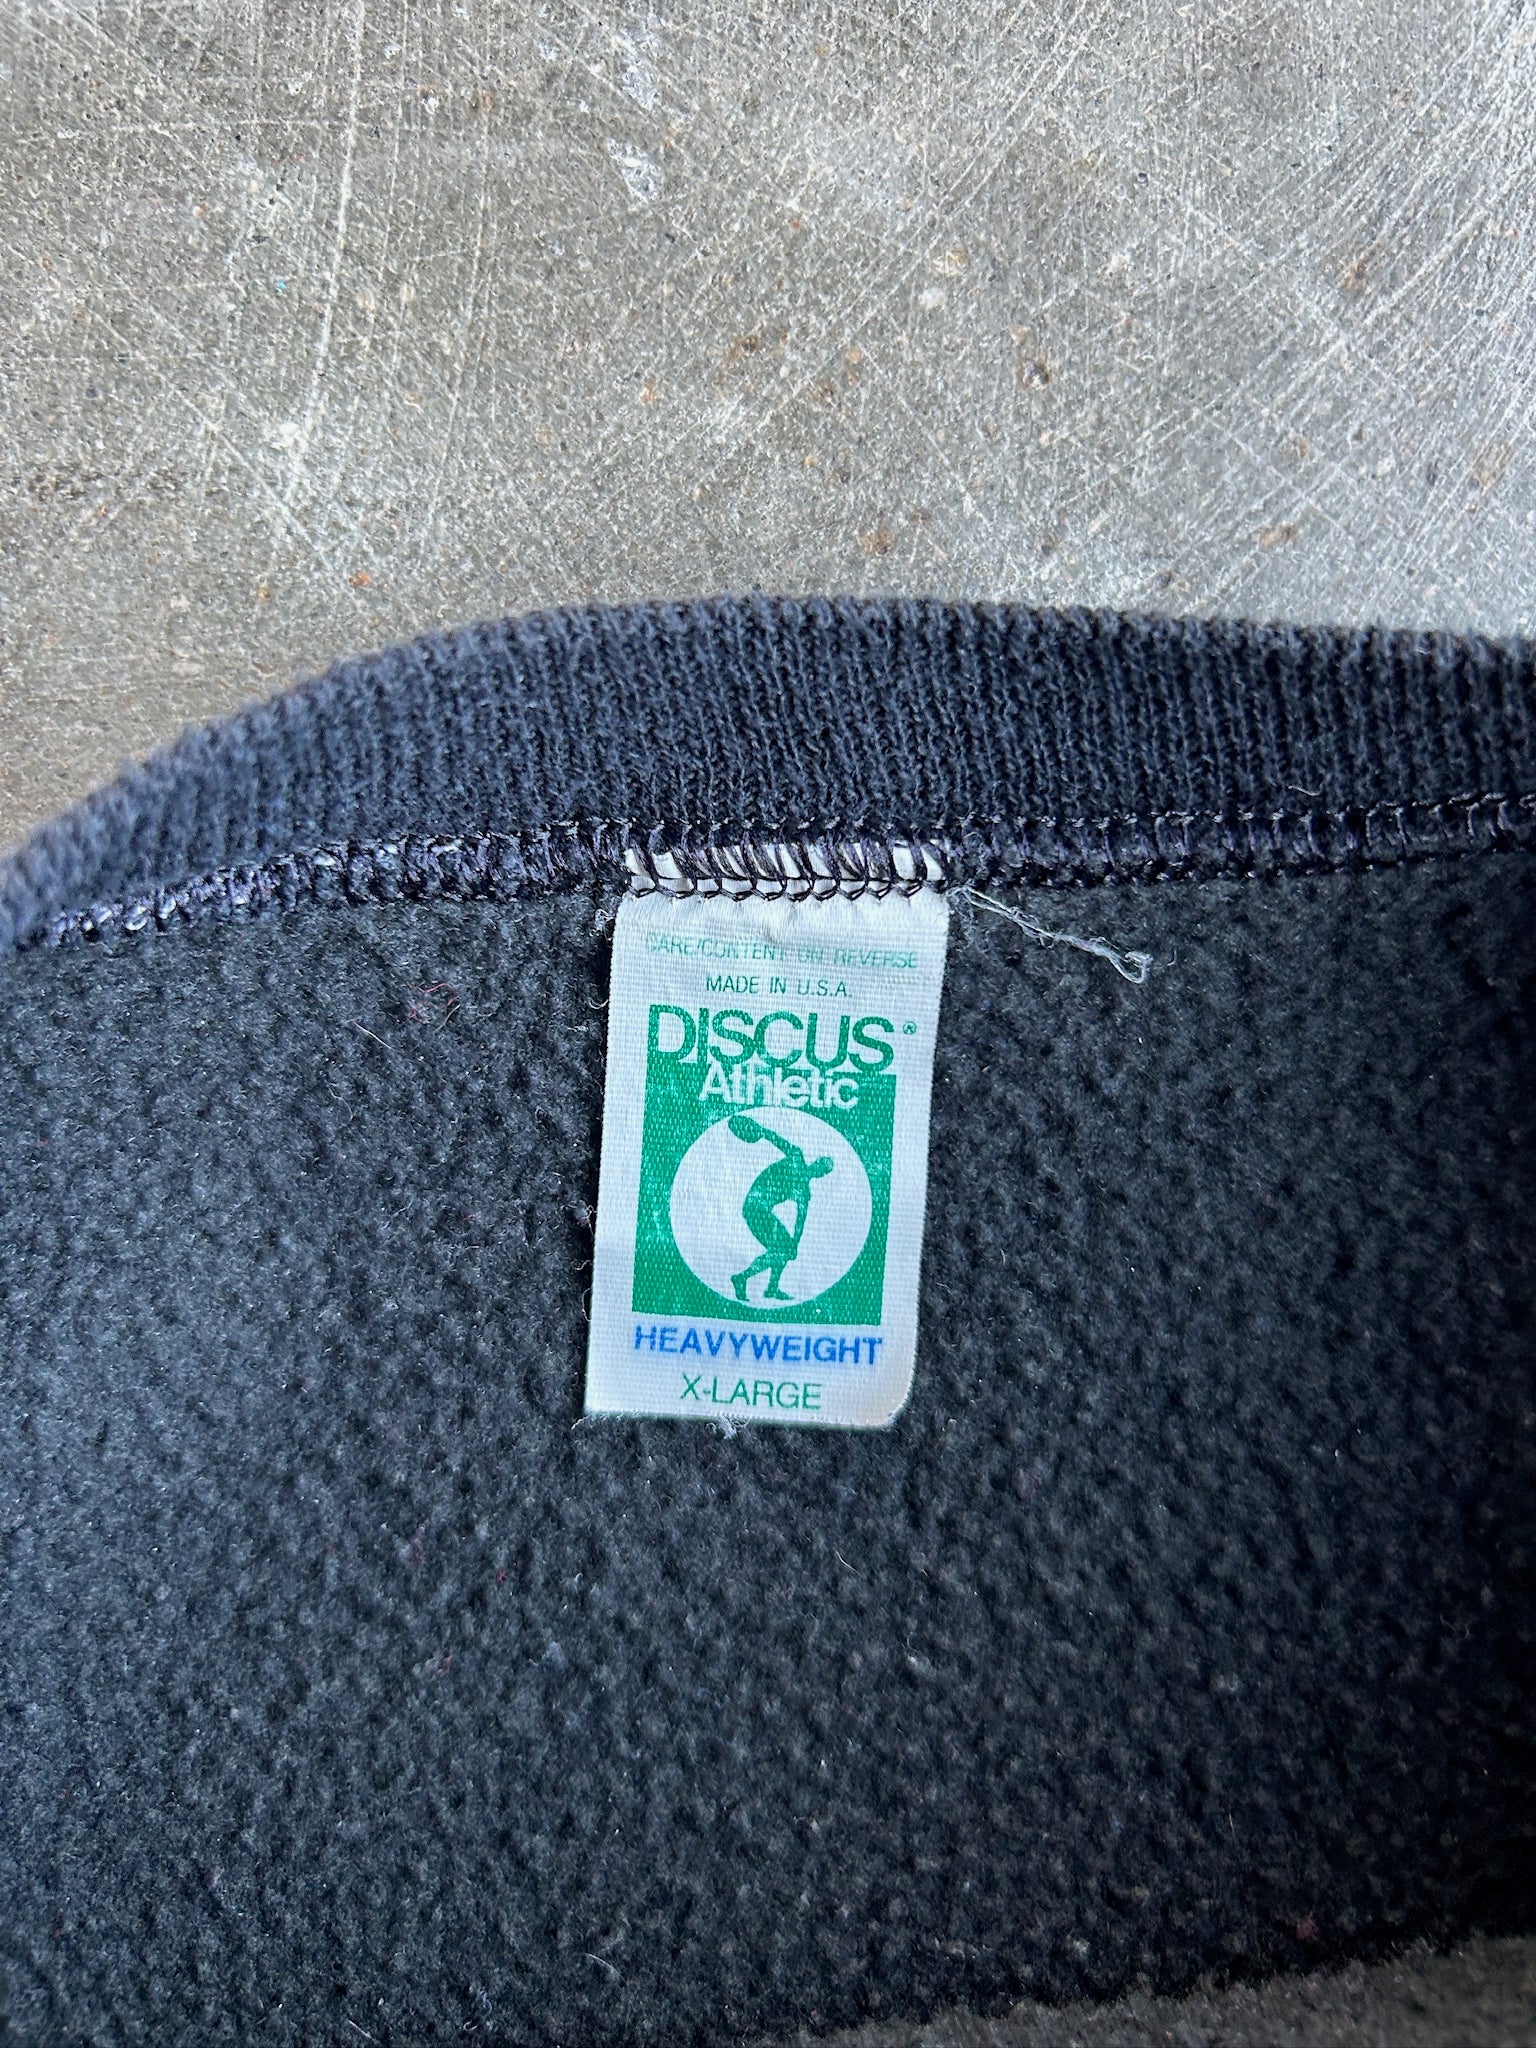 CARE/CONTENT ON REVERSE
MADE IN U.S.A.
DISCUS®
Athletic
HEAVYWEIGHT
X-LARGE